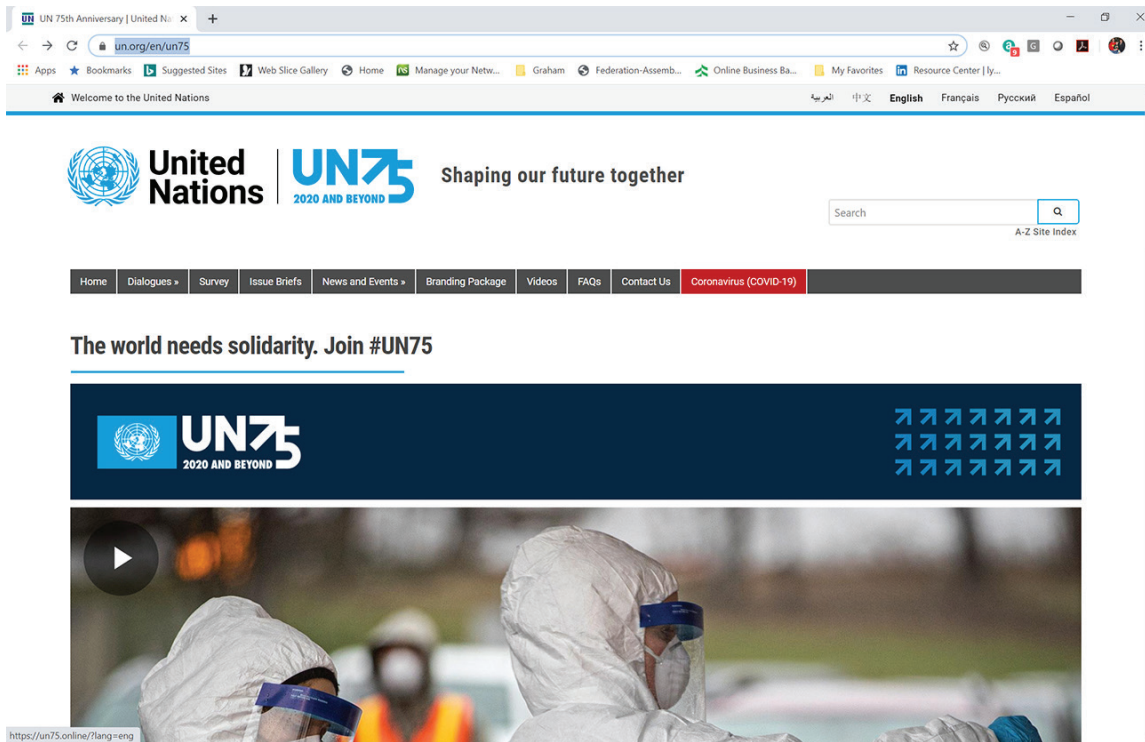 UN UN 75th Anniversary | United Na
un.org/en/un75
Apps Bookmarks Suggested Sites Web Slice Gallery Home NS Manage your Netw... Graham Federation-Assemb... Online Business Ba... My Favorites in Resource Center | ly...
Welcome to the United Nations العربية 中文 English Français Русский Español
United Nations
UN75
2020 AND BEYOND
Shaping our future together
Search
A-Z Site Index
Home Dialogues » Survey Issue Briefs News and Events » Branding Package Videos FAQs Contact Us Coronavirus (COVID-19)
The world needs solidarity. Join #UN75
UN75
2020 AND BEYOND
https://un75.online/?lang=eng